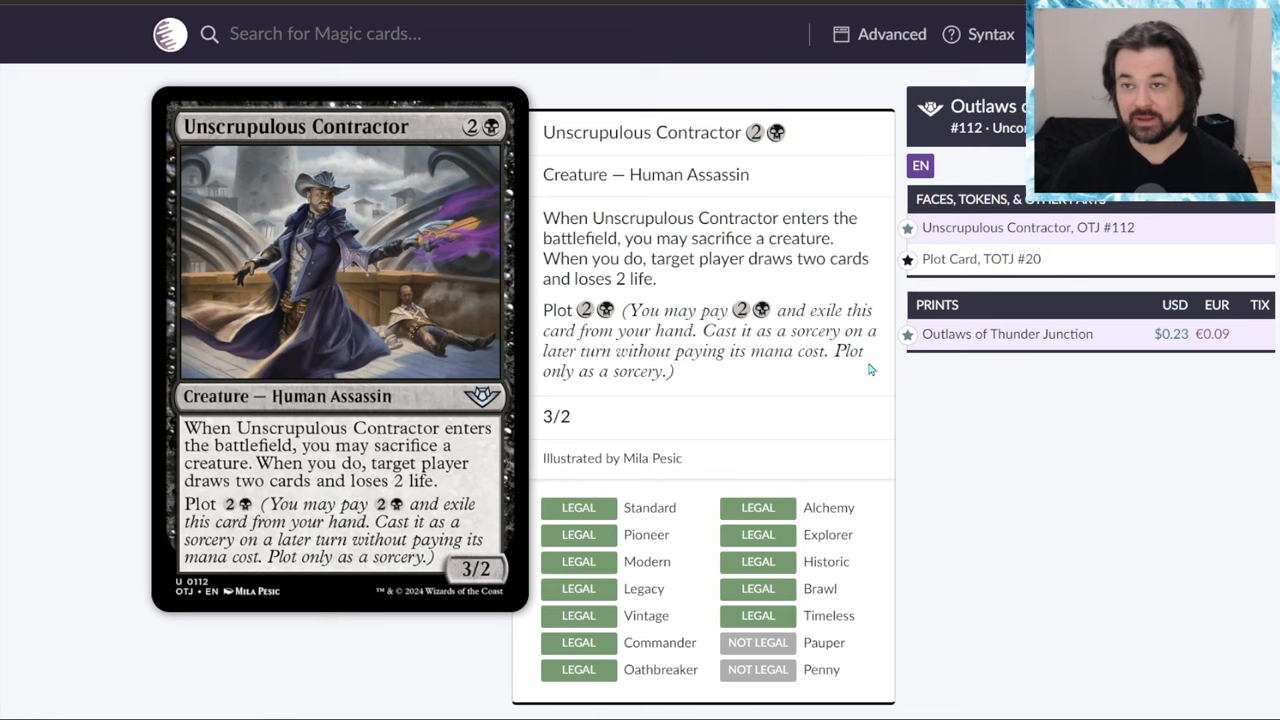 Search for Magic cards...
Advanced
Syntax
Unscrupulous Contractor 2
Creature — Human Assassin
When Unscrupulous Contractor enters
the battlefield, you may sacrifice a
creature. When you do, target player
draws two cards and loses 2 life.
Plot 2 (You may pay 2 and exile
this card from your hand. Cast it as a
sorcery on a later turn without paying its
mana cost. Plot only as a sorcery.)
3/2
U 0112
OTJ • EN MILA PESIC
™ & © 2024 Wizards of the Coast
Unscrupulous Contractor 2
Creature — Human Assassin
When Unscrupulous Contractor enters the
battlefield, you may sacrifice a creature.
When you do, target player draws two cards
and loses 2 life.
Plot 2 (You may pay 2 and exile this
card from your hand. Cast it as a sorcery on a
later turn without paying its mana cost. Plot
only as a sorcery.)
3/2
Illustrated by Mila Pesic
LEGAL Standard LEGAL Alchemy
LEGAL Pioneer LEGAL Explorer
LEGAL Modern LEGAL Historic
LEGAL Legacy LEGAL Brawl
LEGAL Vintage LEGAL Timeless
LEGAL Commander NOT LEGAL Pauper
LEGAL Oathbreaker NOT LEGAL Penny
Outlaws
#112 · Unco
EN
FACES, TOKENS, &
Unscrupulous Contractor, OTJ #112
Plot Card, TOTJ #20
PRINTS USD EUR TIX
Outlaws of Thunder Junction $0.23 €0.09